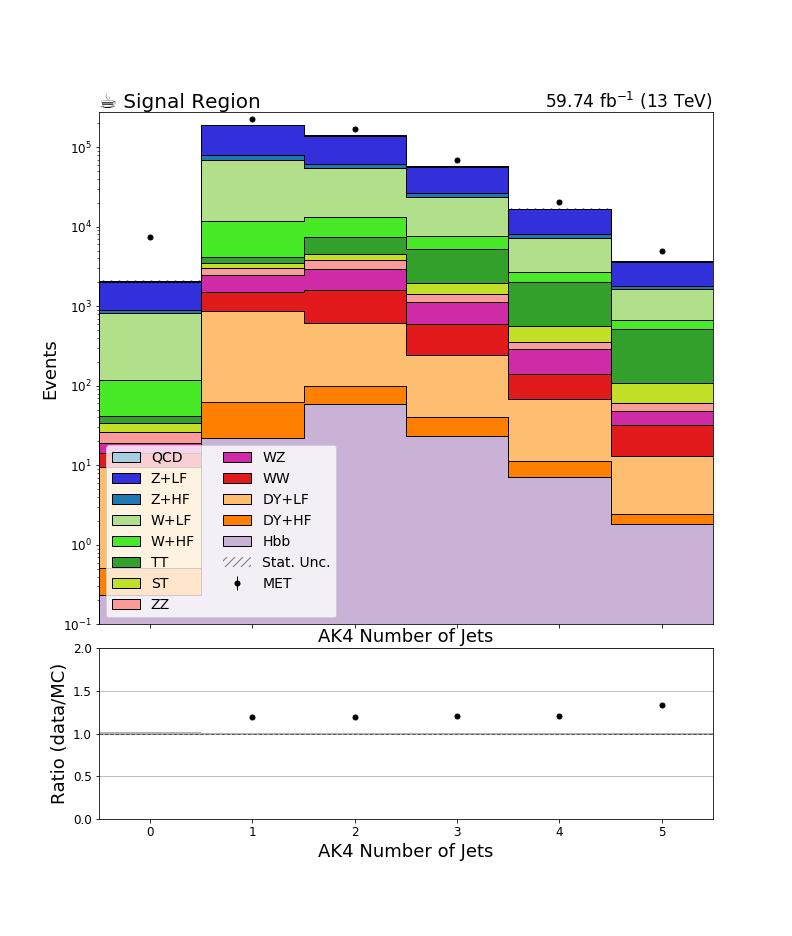 ☕ Signal Region 59.74 fb⁻¹ (13 TeV)
10⁵
10⁴
10³
10²
10¹
10⁰
10⁻¹
Events
QCD WZ
Z+LF WW
Z+HF DY+LF
W+LF DY+HF
W+HF Hbb
TT Stat. Unc.
ST MET
ZZ
AK4 Number of Jets
2.0
1.5
1.0
0.5
0.0
Ratio (data/MC)
0 1 2 3 4 5
AK4 Number of Jets